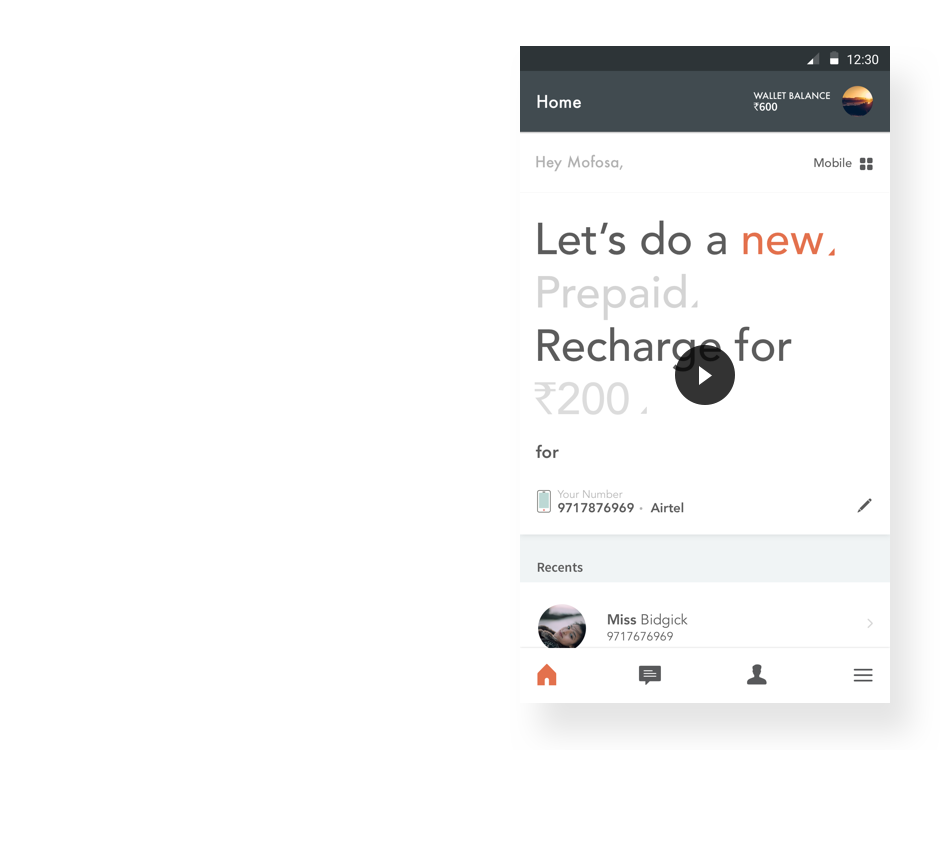 12:30
Home
WALLET BALANCE
₹600
Hey Mofosa,
Mobile
Let's do a new
Prepaid
Recharge for
₹200
for
Your Number
9717876969 · Airtel
Recents
Miss Bidgick
9717676969